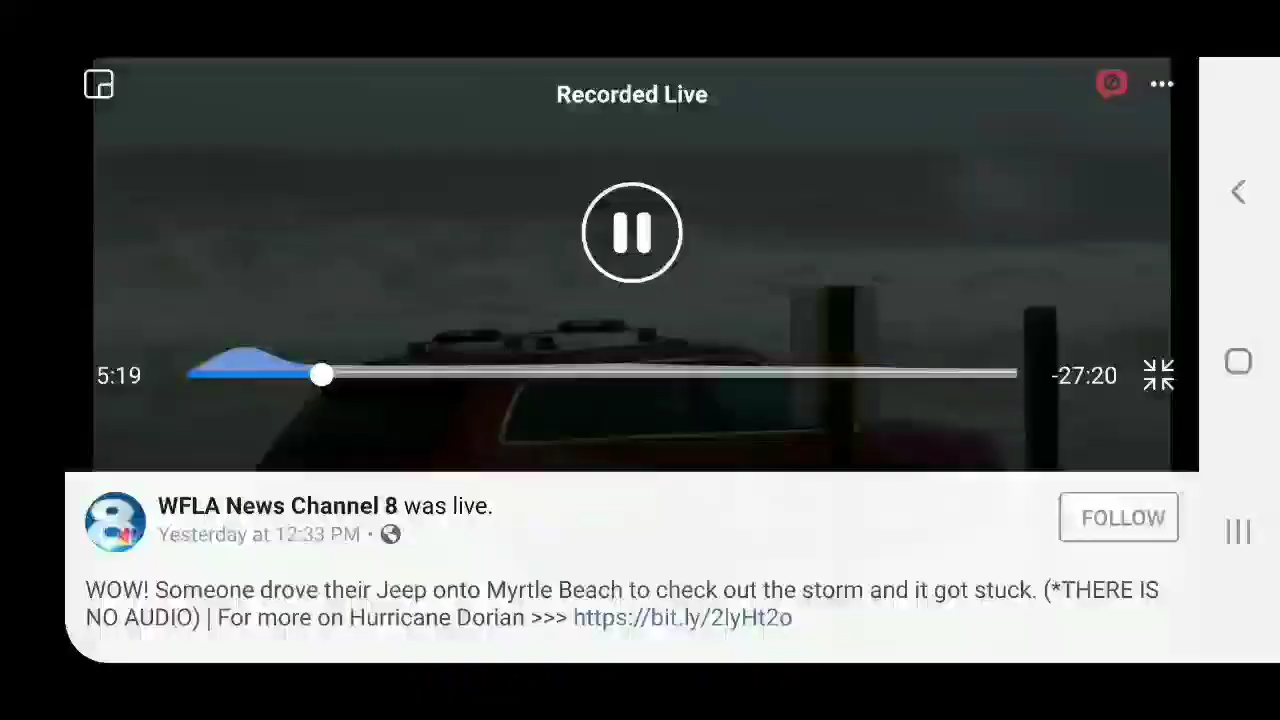 Recorded Live
5:19
-27:20
8
WFLA News Channel 8 was live.
Yesterday at 12:33 PM ·
FOLLOW
WOW! Someone drove their Jeep onto Myrtle Beach to check out the storm and it got stuck. (*THERE IS
NO AUDIO) | For more on Hurricane Dorian >>> https://bit.ly/2lyHt2o